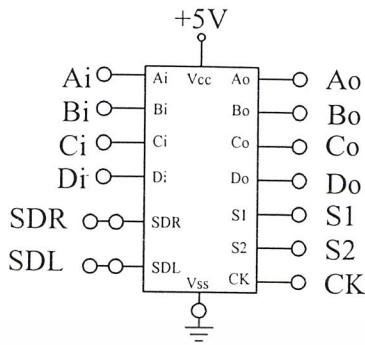 +5V
Ai Ai Vcc Ao Ao
Bi Bi Bo Bo
Ci Ci Co Co
Di Di Do Do
SDR SDR S1 S1
SDL SDL S2 S2
Vss CK CK